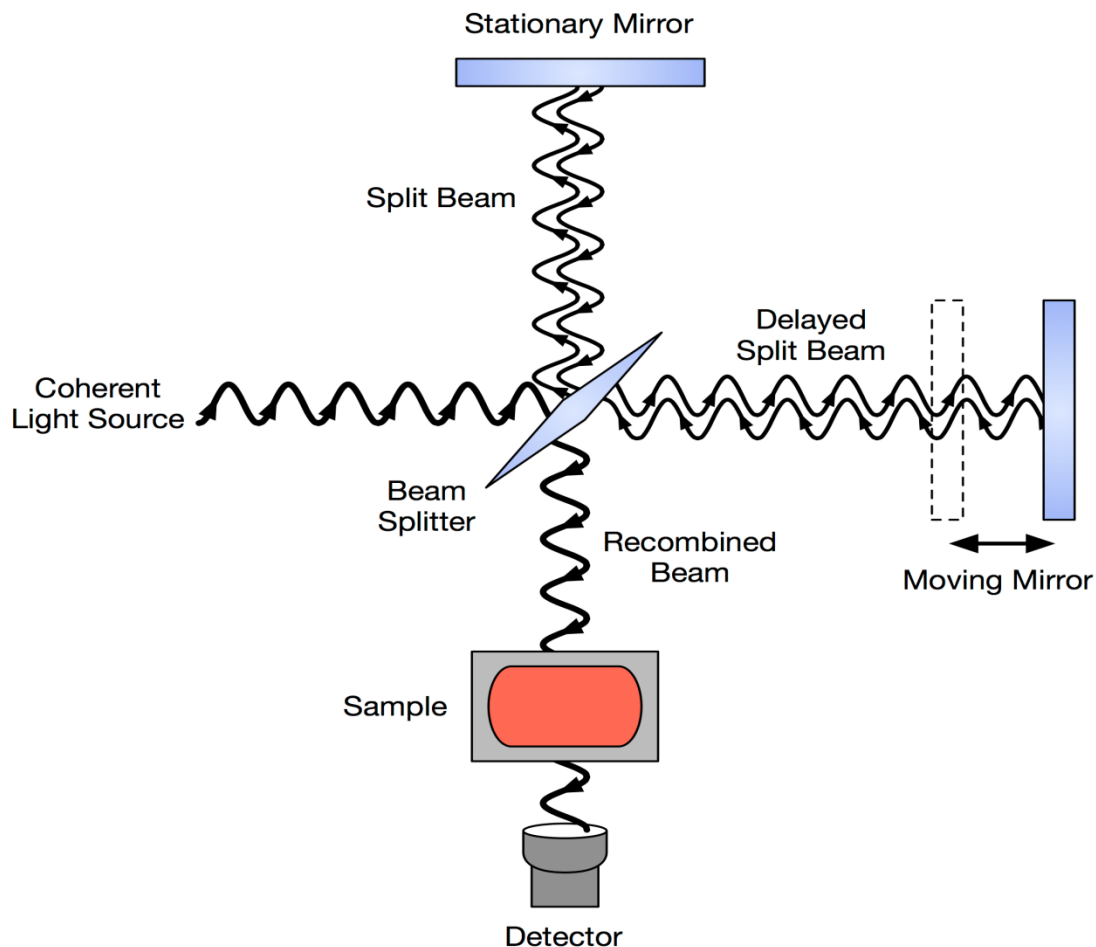 Stationary Mirror
Split Beam
Delayed
Split Beam
Coherent
Light Source
Beam
Splitter
Recombined
Beam
Moving Mirror
Sample
Detector